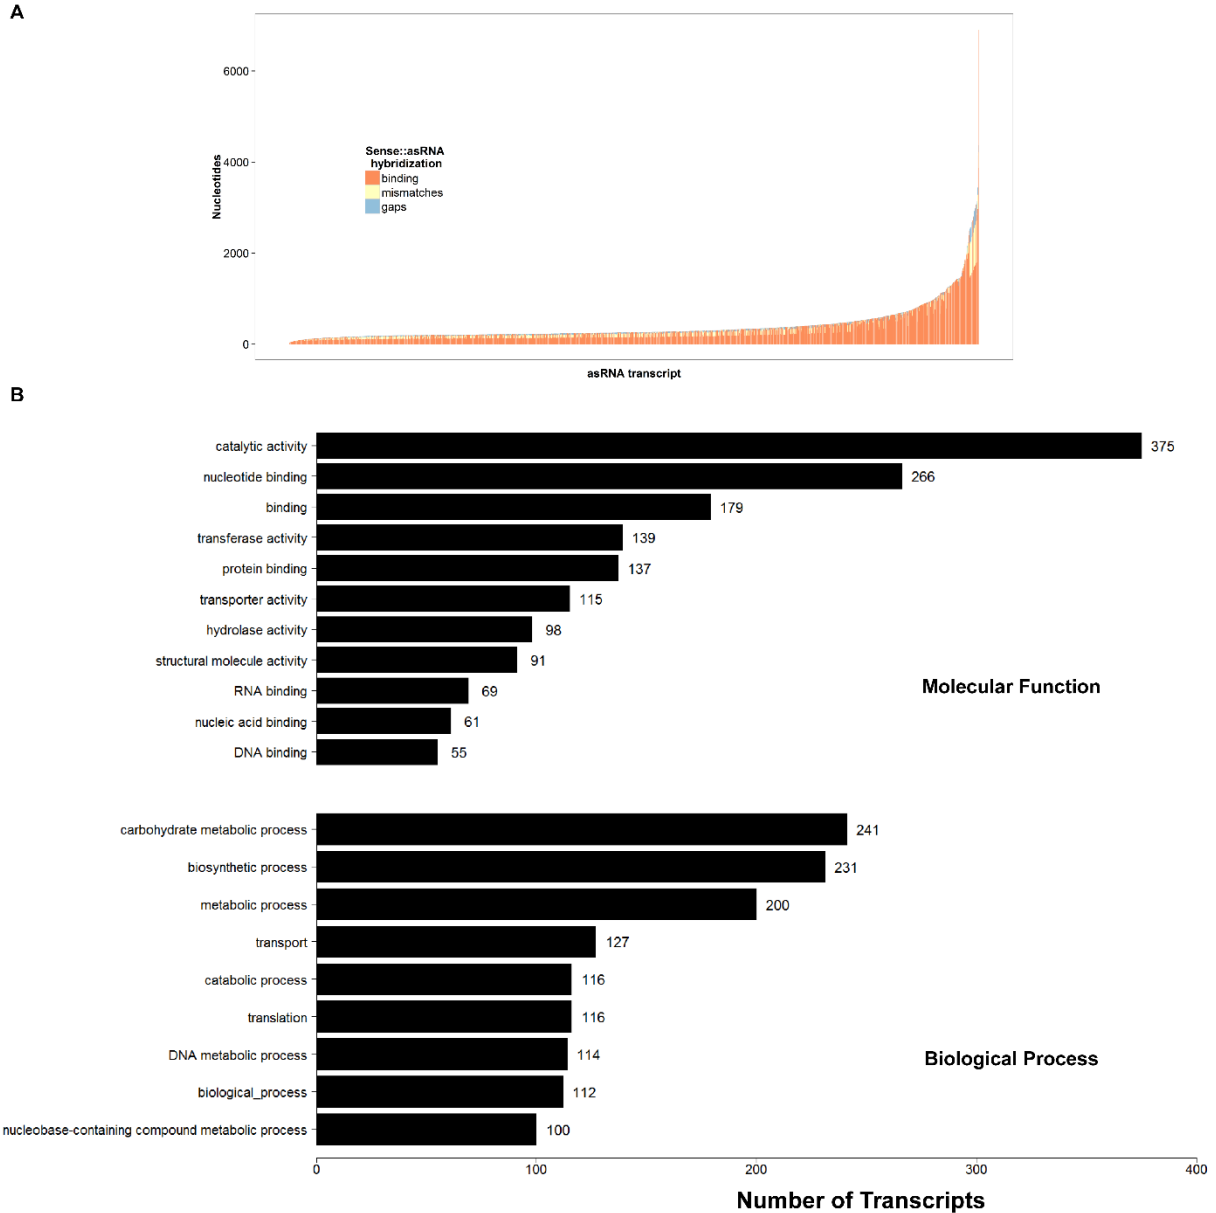 A
6000
4000
2000
0
Nucleotides
Sense::asRNA
hybridization
binding
mismatches
gaps
asRNA transcript
B
catalytic activity 375
nucleotide binding 266
binding 179
transferase activity 139
protein binding 137
transporter activity 115
hydrolase activity 98
structural molecule activity 91
RNA binding 69
nucleic acid binding 61
DNA binding 55
Molecular Function
carbohydrate metabolic process 241
biosynthetic process 231
metabolic process 200
transport 127
catabolic process 116
translation 116
DNA metabolic process 114
biological_process 112
nucleobase-containing compound metabolic process 100
Biological Process
0 100 200 300 400
Number of Transcripts